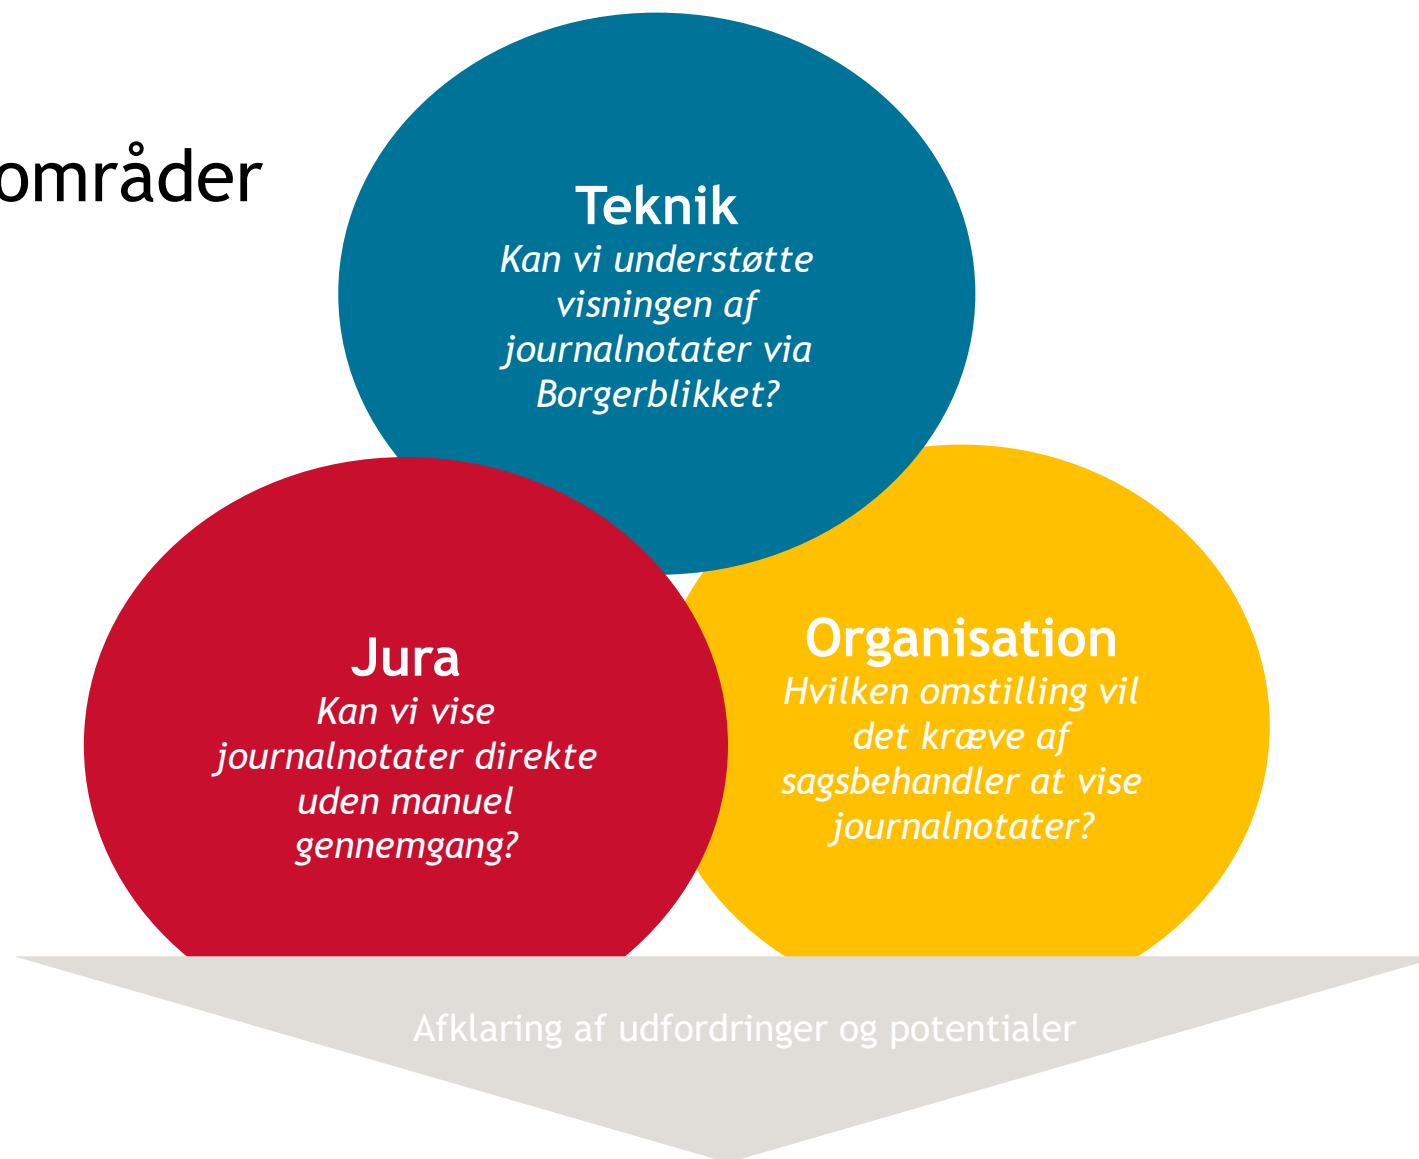 områder
Teknik
Kan vi understøtte
visningen af
journalnotater via
Borgerblikket?
Jura
Kan vi vise
journalnotater direkte
uden manuel
gennemgang?
Organisation
Hvilken omstilling vil
det kræve af
sagsbehandler at vise
journalnotater?
Afklaring af udfordringer og potentialer